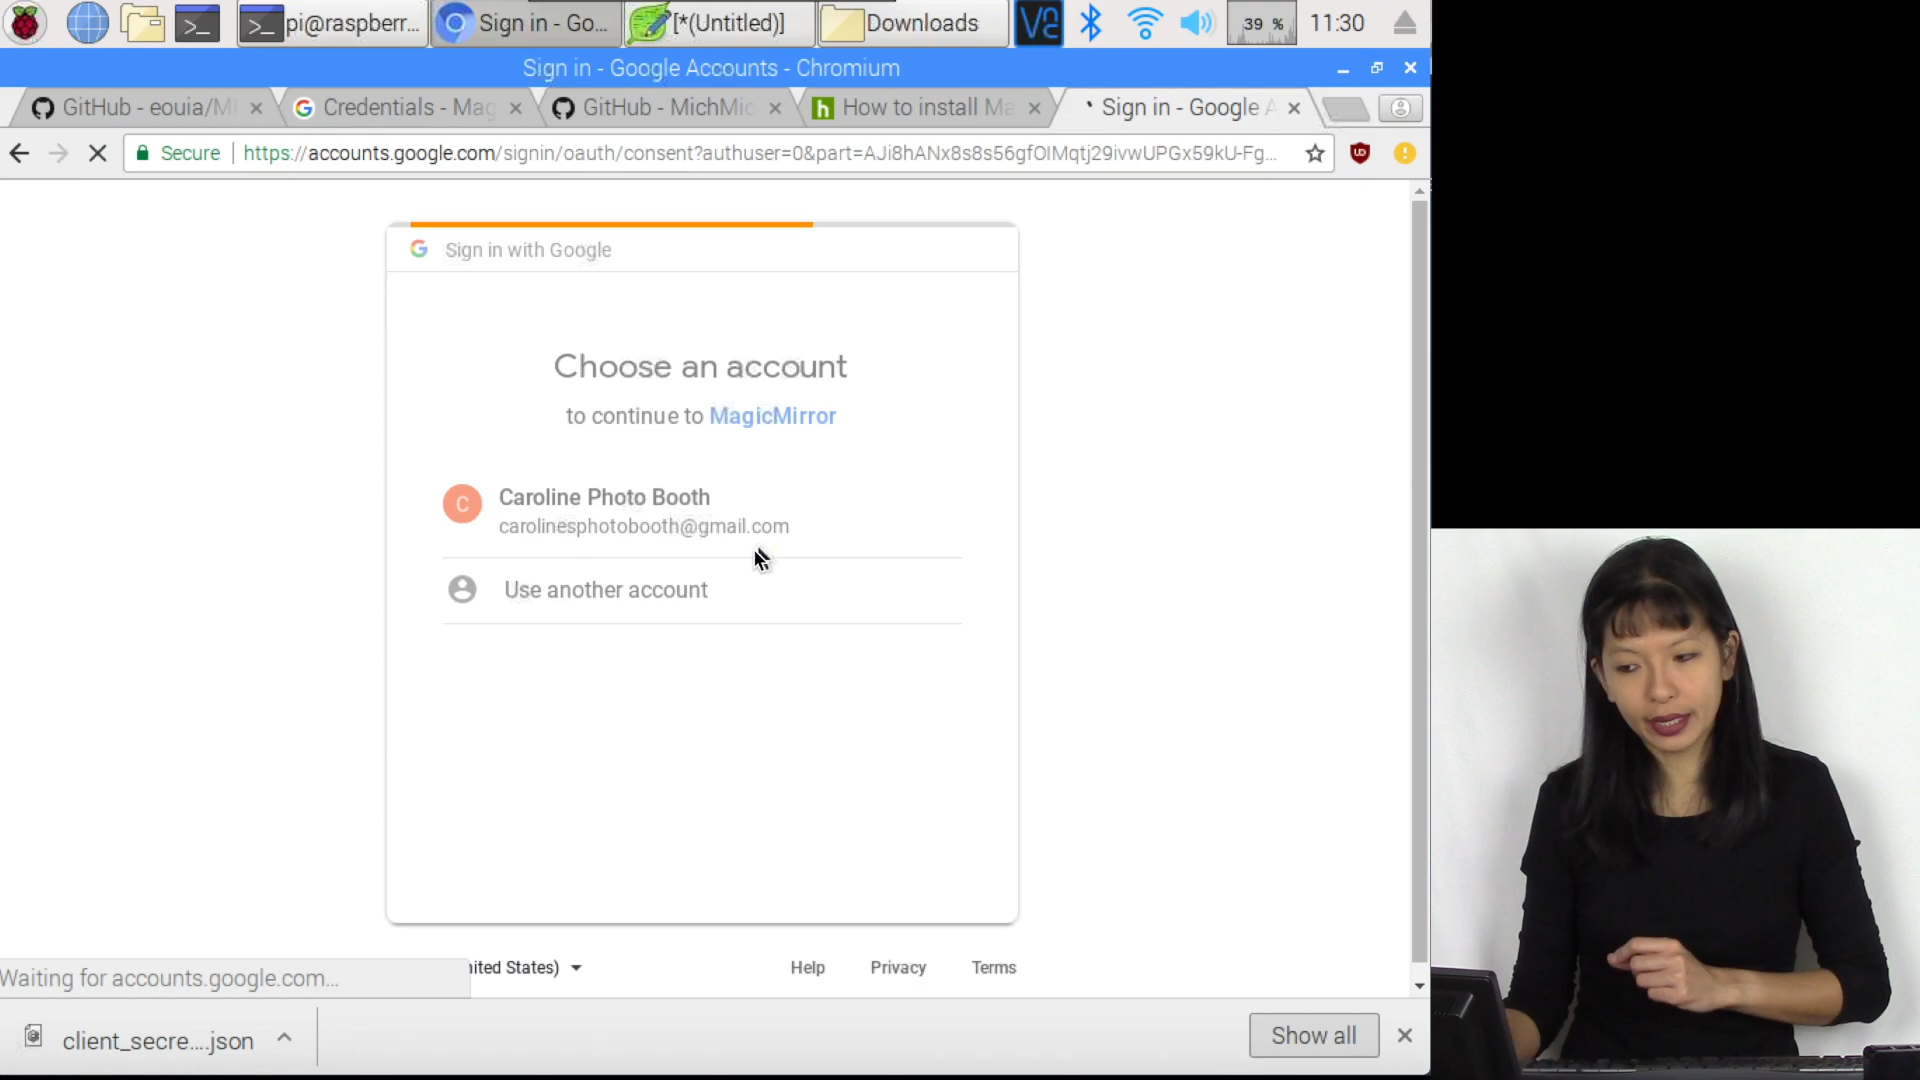 pi@raspberr...
Sign in - Go...
[*(Untitled)]
Downloads
39 %
11:30
Sign in - Google Accounts - Chromium
GitHub - eouia/M
Credentials - Mag
GitHub - MichMic
How to install Ma
Sign in - Google A
Secure
https://accounts.google.com/signin/oauth/consent?authuser=0&part=AJi8hANx8s8s56gfOIMqtj29ivwUPGx59kU-Fg...
Sign in with Google
Choose an account
to continue to MagicMirror
C
Caroline Photo Booth
carolinesphotobooth@gmail.com
Use another account
nited States)
Help
Privacy
Terms
Waiting for accounts.google.com...
client_secre....json
Show all